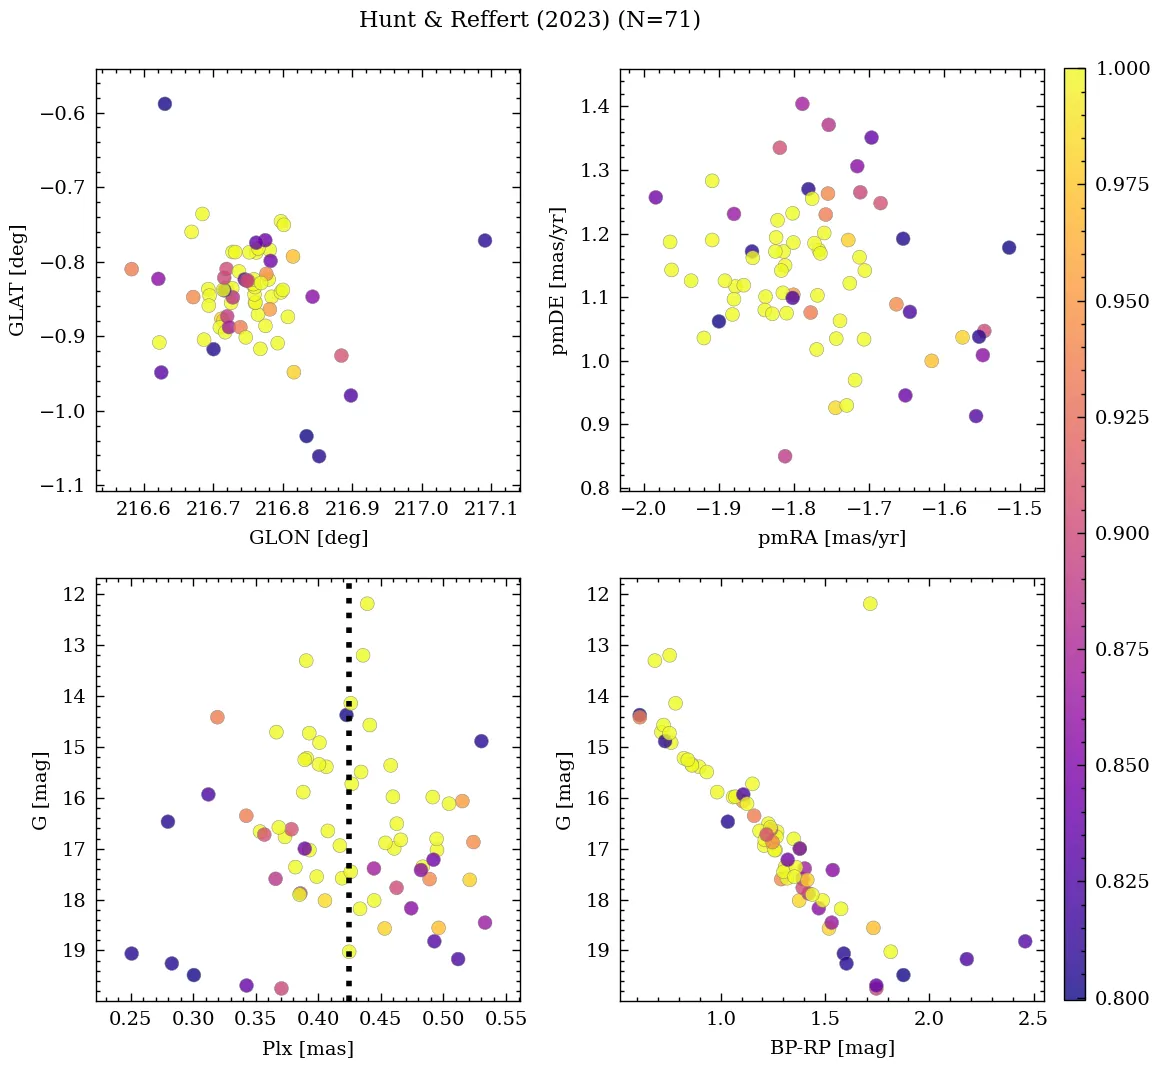 Hunt & Reffert (2023) (N=71)
−0.6
−0.7
−0.8
−0.9
−1.0
−1.1
GLAT [deg]
216.6 216.7 216.8 216.9 217.0 217.1
GLON [deg]
1.4
1.3
1.2
1.1
1.0
0.9
0.8
pmDE [mas/yr]
−2.0 −1.9 −1.8 −1.7 −1.6 −1.5
pmRA [mas/yr]
12
13
14
15
16
17
18
19
G [mag]
0.25 0.30 0.35 0.40 0.45 0.50 0.55
Plx [mas]
12
13
14
15
16
17
18
19
G [mag]
1.0 1.5 2.0 2.5
BP-RP [mag]
1.000
0.975
0.950
0.925
0.900
0.875
0.850
0.825
0.800